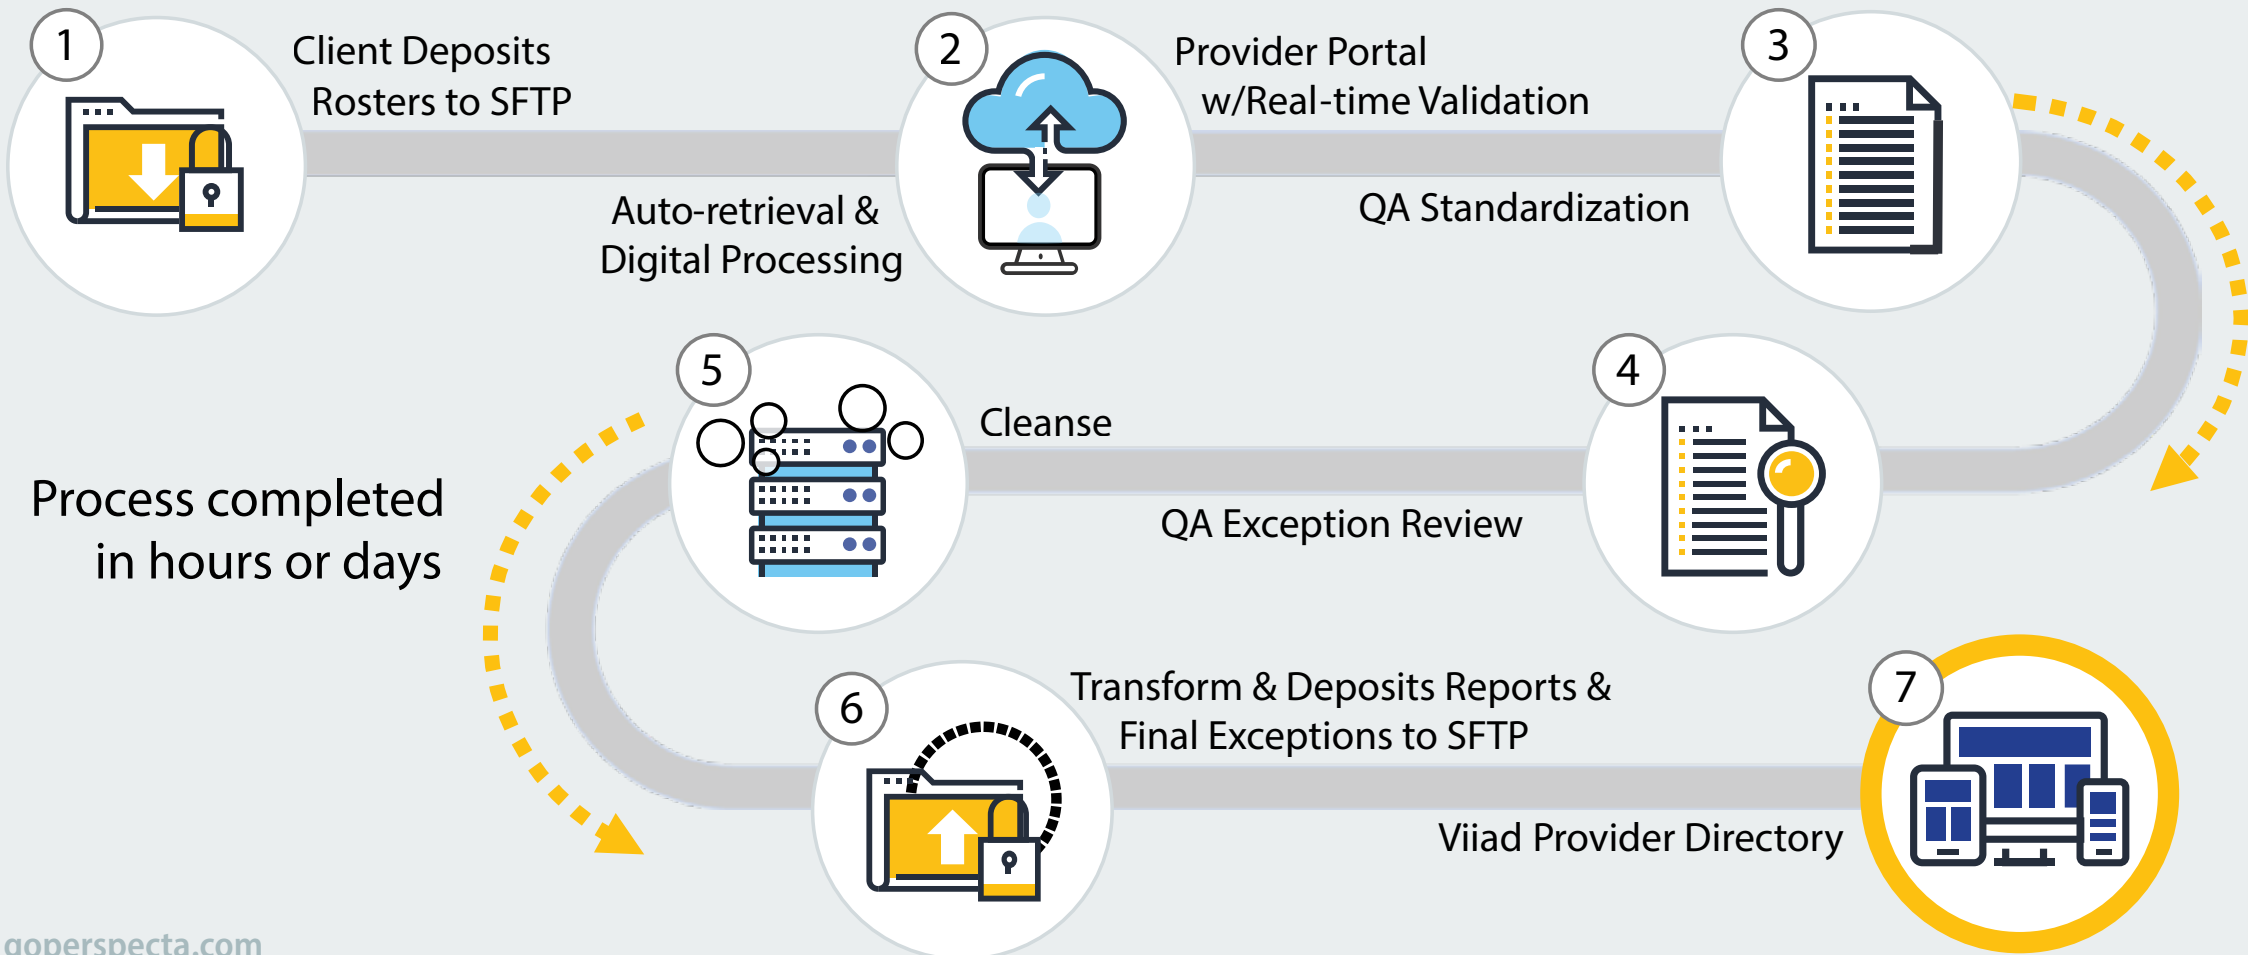 1
Client Deposits
Rosters to SFTP
Auto-retrieval &
Digital Processing
2
Provider Portal
w/Real-time Validation
QA Standardization
3
4
QA Exception Review
5
Cleanse
Process completed
in hours or days
6
Transform & Deposits Reports &
Final Exceptions to SFTP
Viiad Provider Directory
7
goperspecta.com